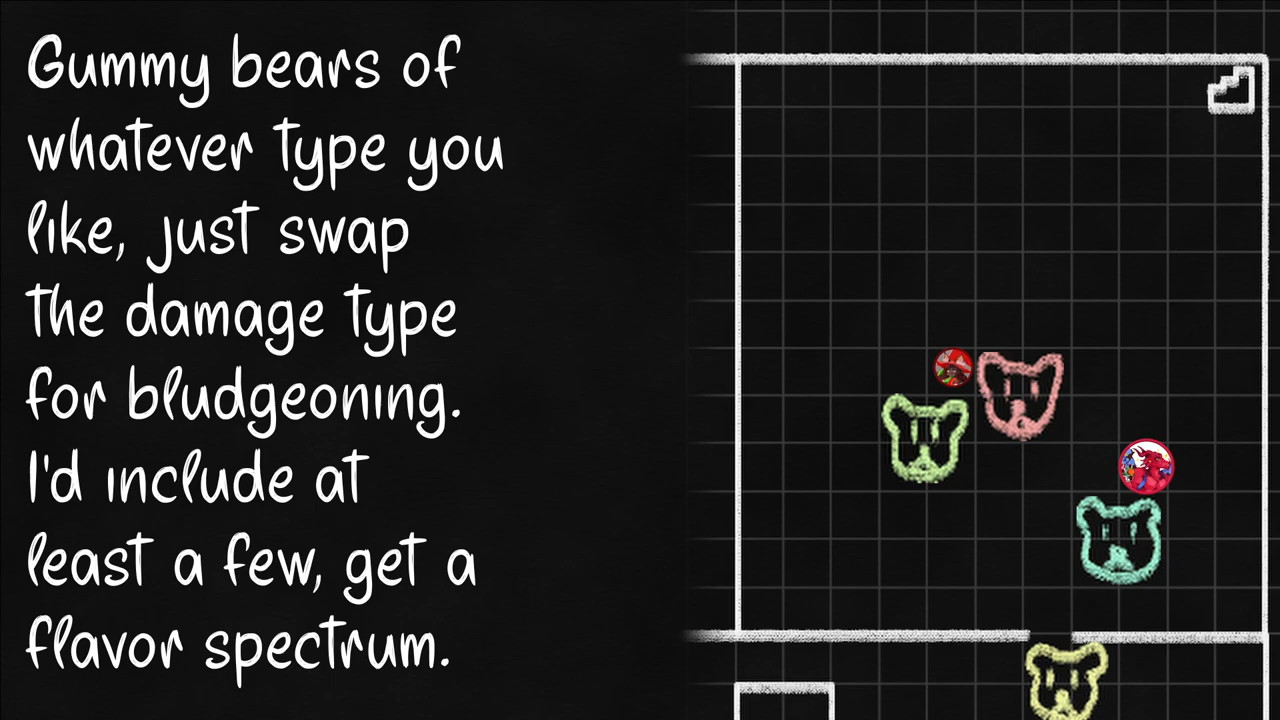 Gummy bears of
whatever type you
like, just swap
the damage type
for bludgeoning.
I'd include at
least a few, get a
flavor spectrum.